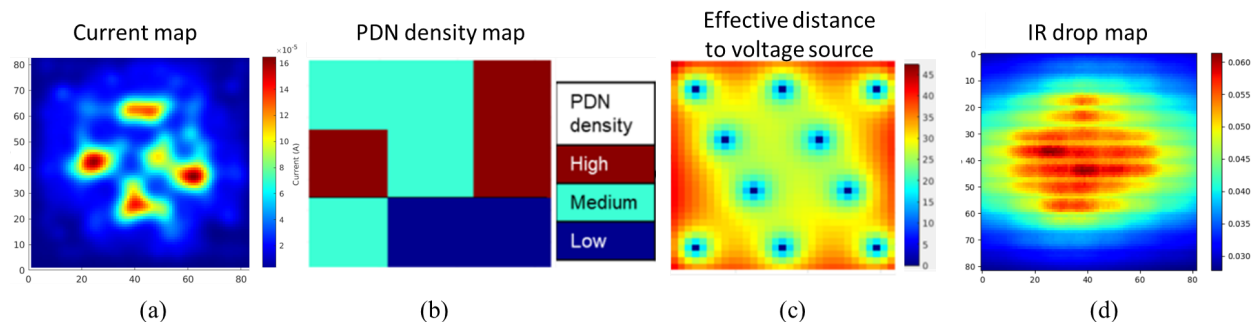 Current map
×10⁻⁵
80
70
60
50
40
30
20
10
0
0 20 40 60 80
16
14
12
10
8
6
4
2
Current (A)
(a)
PDN density map
PDN
density
High
Medium
Low
(b)
Effective distance
to voltage source
45
40
35
30
25
20
15
10
5
0
(c)
IR drop map
0
10
20
30
40
50
60
70
80
0 20 40 60 80
0.060
0.055
0.050
0.045
0.040
0.035
0.030
(d)